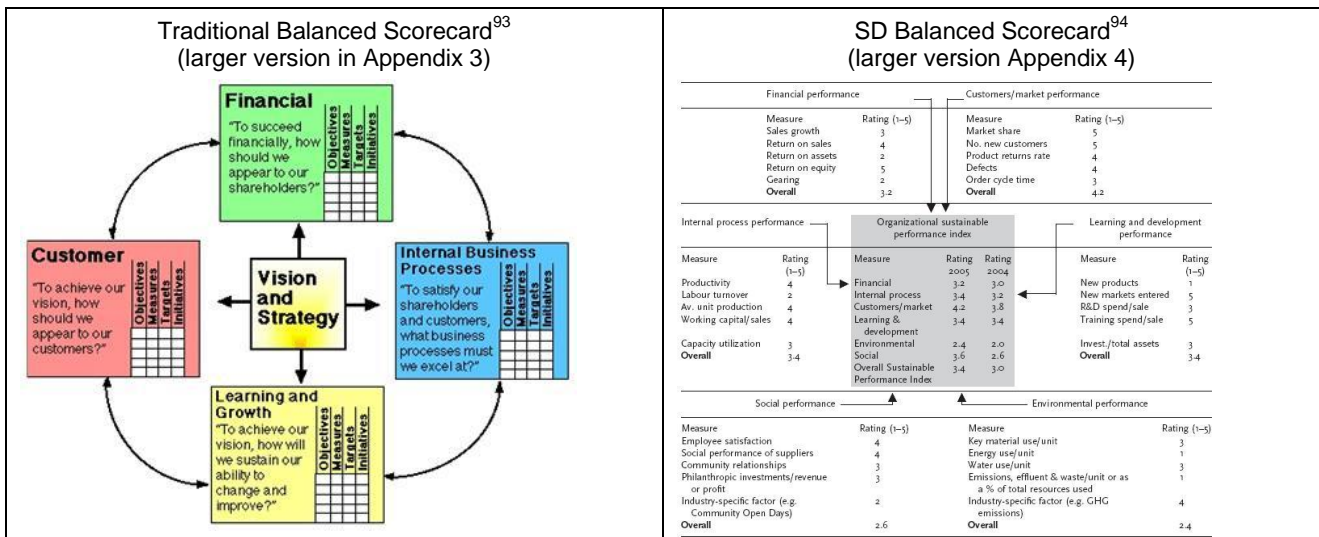 Traditional Balanced Scorecard93
(larger version in Appendix 3)
Financial
"To succeed
financially, how
should we
appear to our
shareholders?"
Objectives
Measures
Targets
Initiatives
Customer
"To achieve our
vision, how
should we
appear to our
customers?"
Objectives
Measures
Targets
Initiatives
Vision
and
Strategy
Internal Business
Processes
"To satisfy our
shareholders
and customers,
what business
processes must
we excel at?"
Objectives
Measures
Targets
Initiatives
Learning and
Growth
"To achieve our
vision, how will
we sustain our
ability to
change and
improve?"
Objectives
Measures
Targets
Initiatives
SD Balanced Scorecard94
(larger version Appendix 4)
Financial performance
Measure Rating (1–5)
Sales growth 3
Return on sales 4
Return on assets 2
Return on equity 5
Gearing 2
Overall 3.2
Customers/market performance
Measure Rating (1–5)
Market share 5
No. new customers 5
Product returns rate 4
Defects 4
Order cycle time 3
Overall 4.2
Internal process performance
Measure Rating
(1–5)
Productivity 4
Labour turnover 2
Av. unit production 4
Working capital/sales 4
Capacity utilization 3
Overall 3.4
Organizational sustainable
performance index
Measure Rating Rating
2005 2004
Financial 3.2 3.0
Internal process 3.4 3.2
Customers/market 4.2 3.8
Learning & 3.4 3.4
development
Environmental 2.4 2.0
Social 3.6 2.6
Overall Sustainable 3.4 3.0
Performance Index
Learning and development
performance
Measure Rating
(1–5)
New products 1
New markets entered 5
R&D spend/sale 3
Training spend/sale 5
Invest./total assets 3
Overall 3.4
Social performance
Measure Rating (1–5)
Employee satisfaction 4
Social performance of suppliers 4
Community relationships 3
Philanthropic investments/revenue 3
or profit
Industry-specific factor (e.g. 2
Community Open Days)
Overall 2.6
Environmental performance
Measure Rating (1–5)
Key material use/unit 3
Energy use/unit 1
Water use/unit 3
Emissions, effluent & waste/unit or as 1
a % of total resources used
Industry-specific factor (e.g. GHG 4
emissions)
Overall 2.4